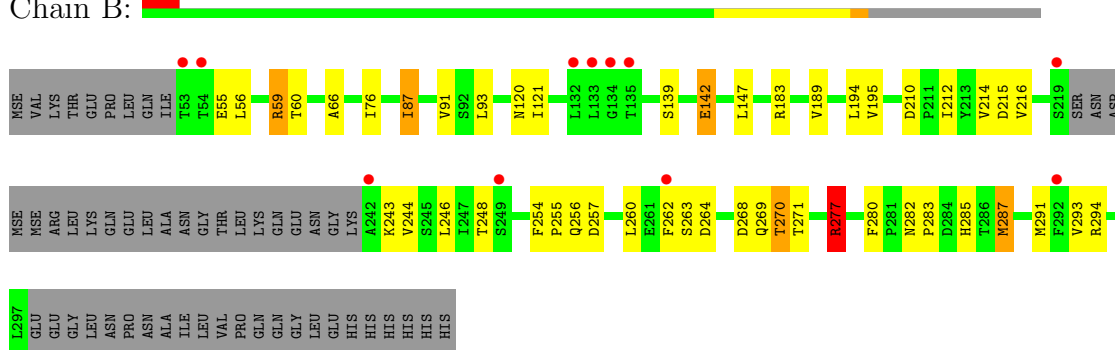 Chain B:
MSE VAL LYS THR GLU PRO LEU GLN ILE T53 T54 E55 L56 R59 T60 A66 I76 I87 V91 S92 L93 N120 I121 L132 L133 G134 T135 S139 E142 L147 R183 V189 L194 V195 D210 P211 I212 Y213 V214 D215 V216 S219 SER ASN ASP
MSE MSE ARG LEU LYS GLN GLU LEU ALA ASN GLY THR LEU LYS GLN GLU ASN GLY LYS A242 K243 V244 S245 L246 I247 T248 S249 F254 P255 Q256 D257 L260 E261 F262 S263 D264 D268 Q269 T270 T271 R277 F280 P281 N282 P283 D284 H285 T286 M287 M291 F292 V293 R294
L297 GLU GLU GLY LEU ASN PRO ASN ALA ILE LEU VAL PRO GLN GLN GLY LEU GLU HIS HIS HIS HIS HIS HIS